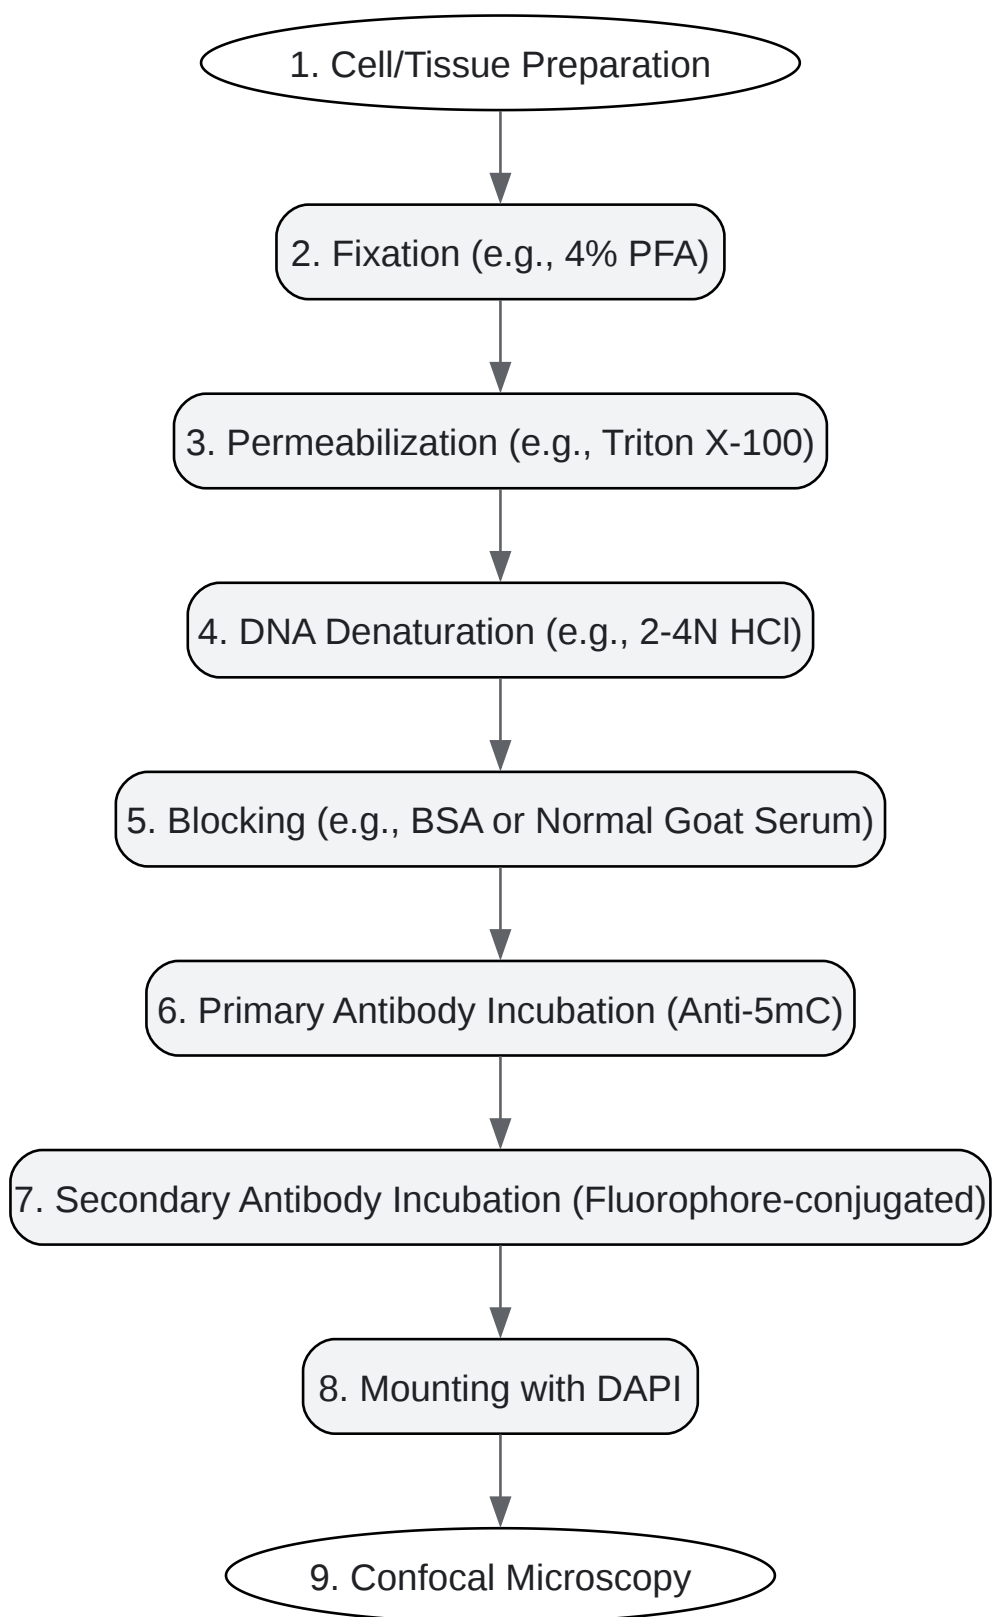 1. Cell/Tissue Preparation
2. Fixation (e.g., 4% PFA)
3. Permeabilization (e.g., Triton X-100)
4. DNA Denaturation (e.g., 2-4N HCl)
5. Blocking (e.g., BSA or Normal Goat Serum)
6. Primary Antibody Incubation (Anti-5mC)
7. Secondary Antibody Incubation (Fluorophore-conjugated)
8. Mounting with DAPI
9. Confocal Microscopy